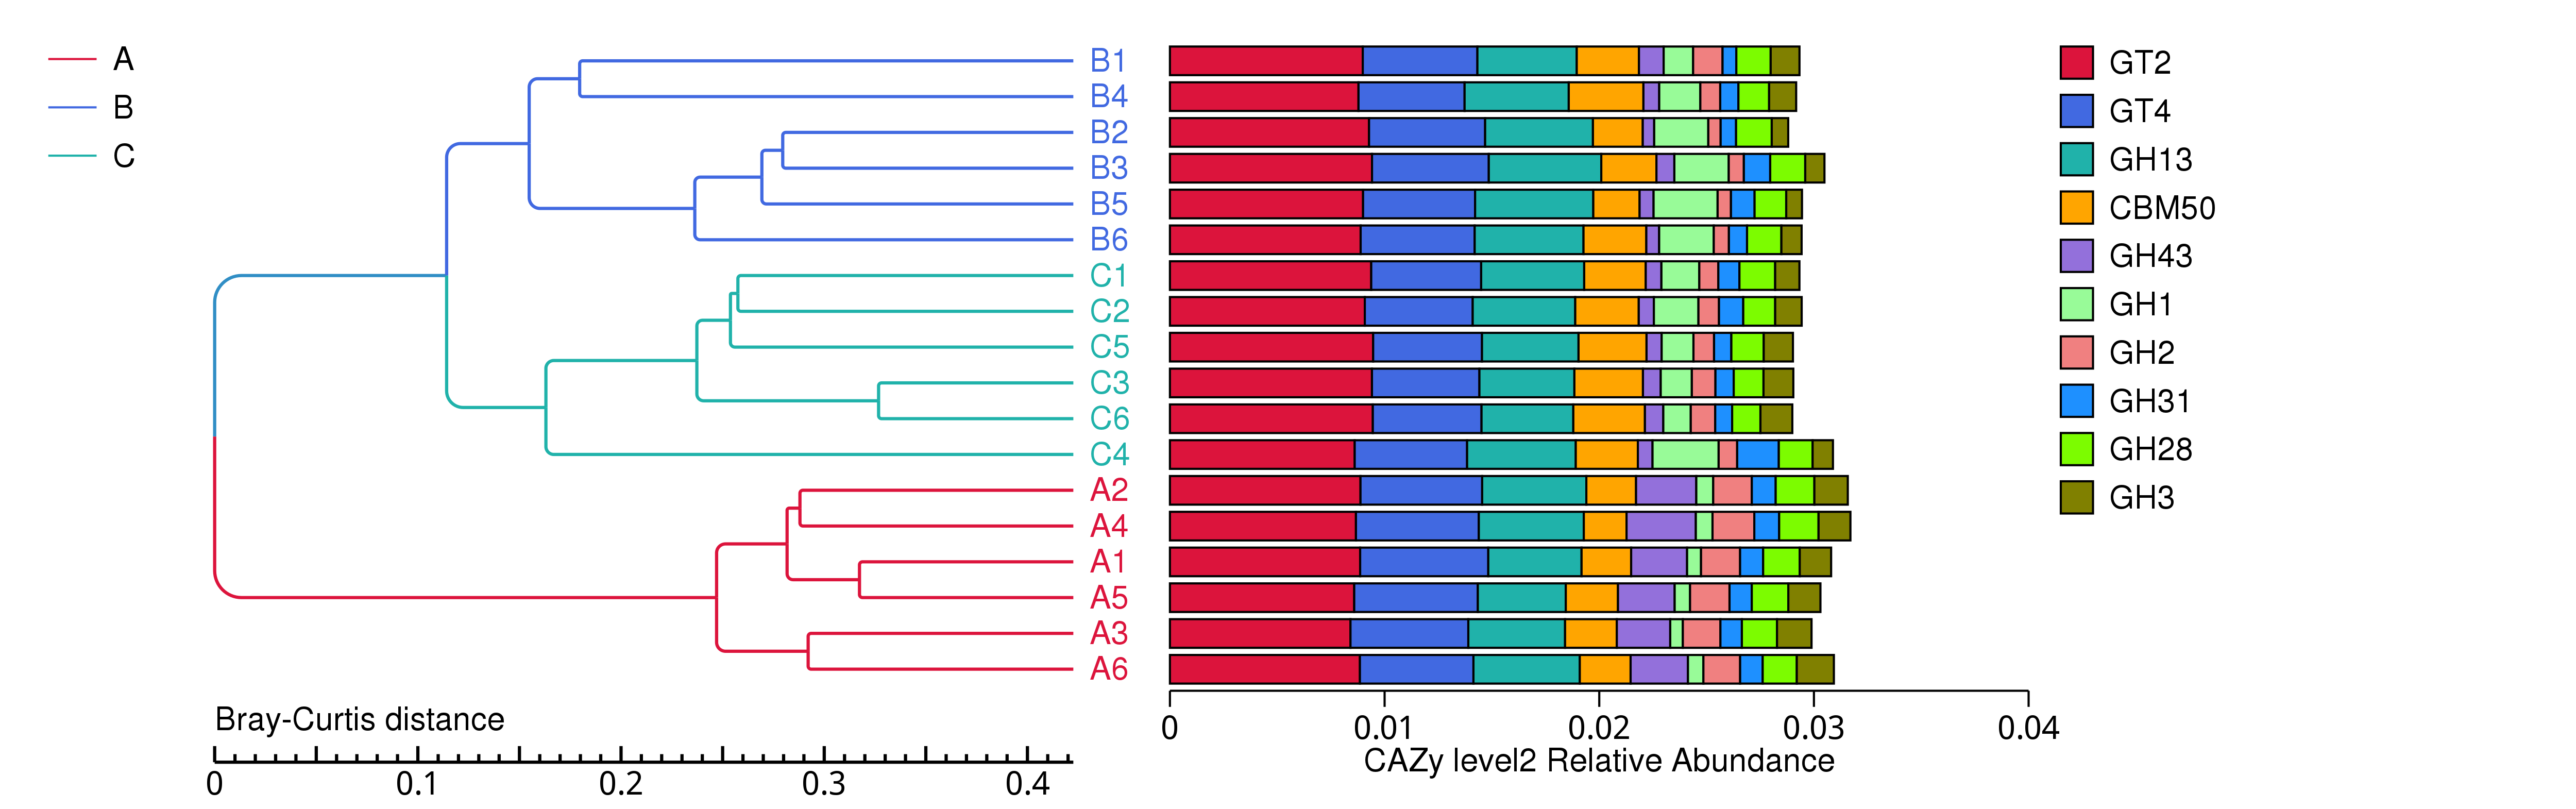 A
B
C
B1
B4
B2
B3
B5
B6
C1
C2
C5
C3
C6
C4
A2
A4
A1
A5
A3
A6
Bray-Curtis distance
0 0.1 0.2 0.3 0.4
0 0.01 0.02 0.03 0.04
CAZy level2 Relative Abundance
GT2
GT4
GH13
CBM50
GH43
GH1
GH2
GH31
GH28
GH3